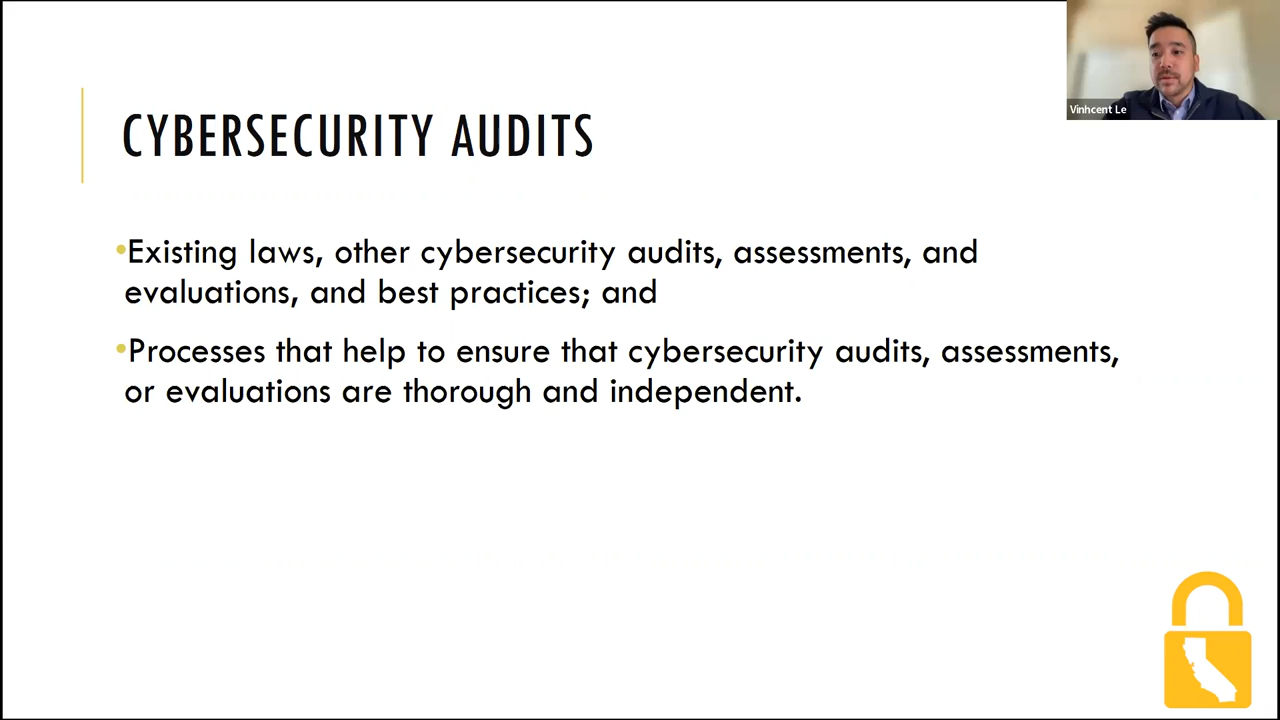 Vinhcent Le
CYBERSECURITY AUDITS
•Existing laws, other cybersecurity audits, assessments, and
evaluations, and best practices; and
•Processes that help to ensure that cybersecurity audits, assessments,
or evaluations are thorough and independent.